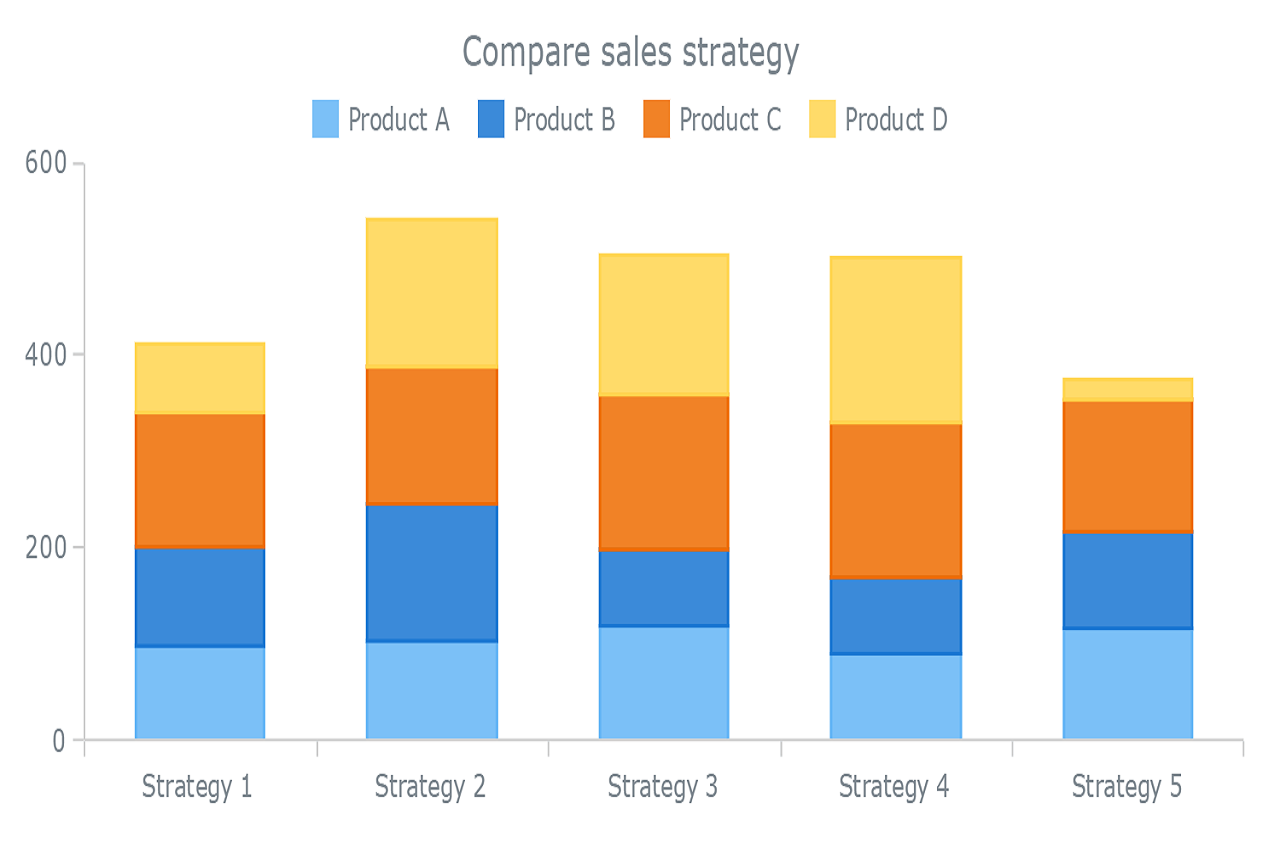 Compare sales strategy
Product A Product B Product C Product D
600
400
200
0
Strategy 1 Strategy 2 Strategy 3 Strategy 4 Strategy 5